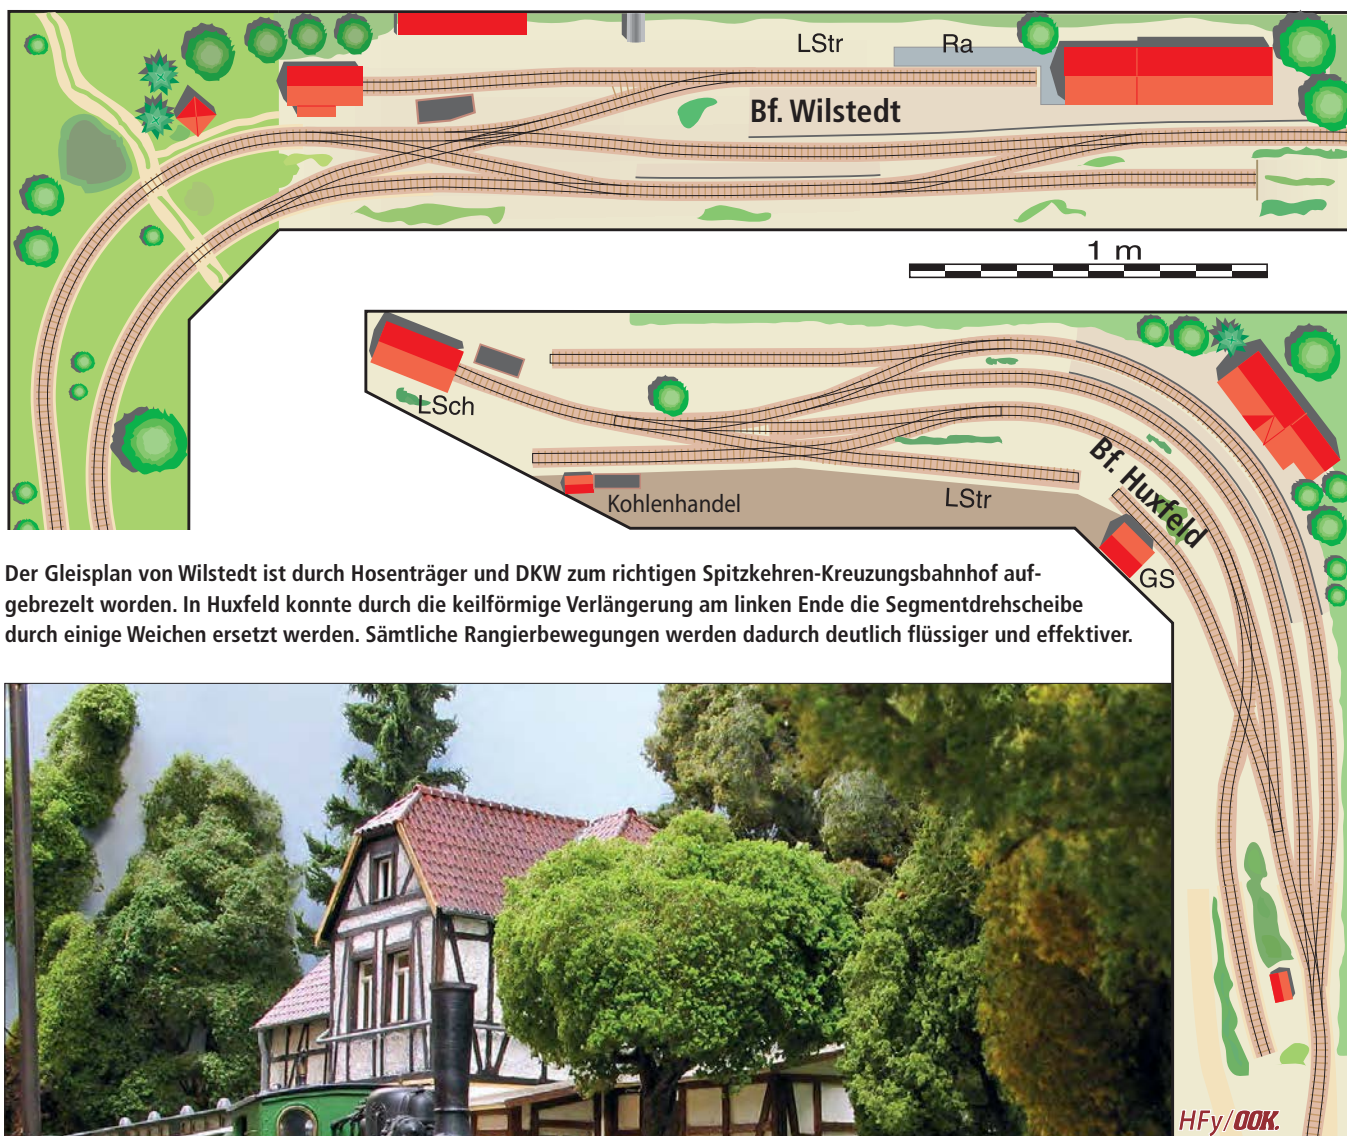 LStr Ra
Bf. Wilstedt
1 m
LSch
Bf. Huxfeld
Kohlenhandel
LStr
GS
Der Gleisplan von Wilstedt ist durch Hosenträger und DKW zum richtigen Spitzkehren-Kreuzungsbahnhof auf-
gebrezelt worden. In Huxfeld konnte durch die keilförmige Verlängerung am linken Ende die Segmentdrehscheibe
durch einige Weichen ersetzt werden. Sämtliche Rangierbewegungen werden dadurch deutlich flüssiger und effektiver.
HFy/OOK.